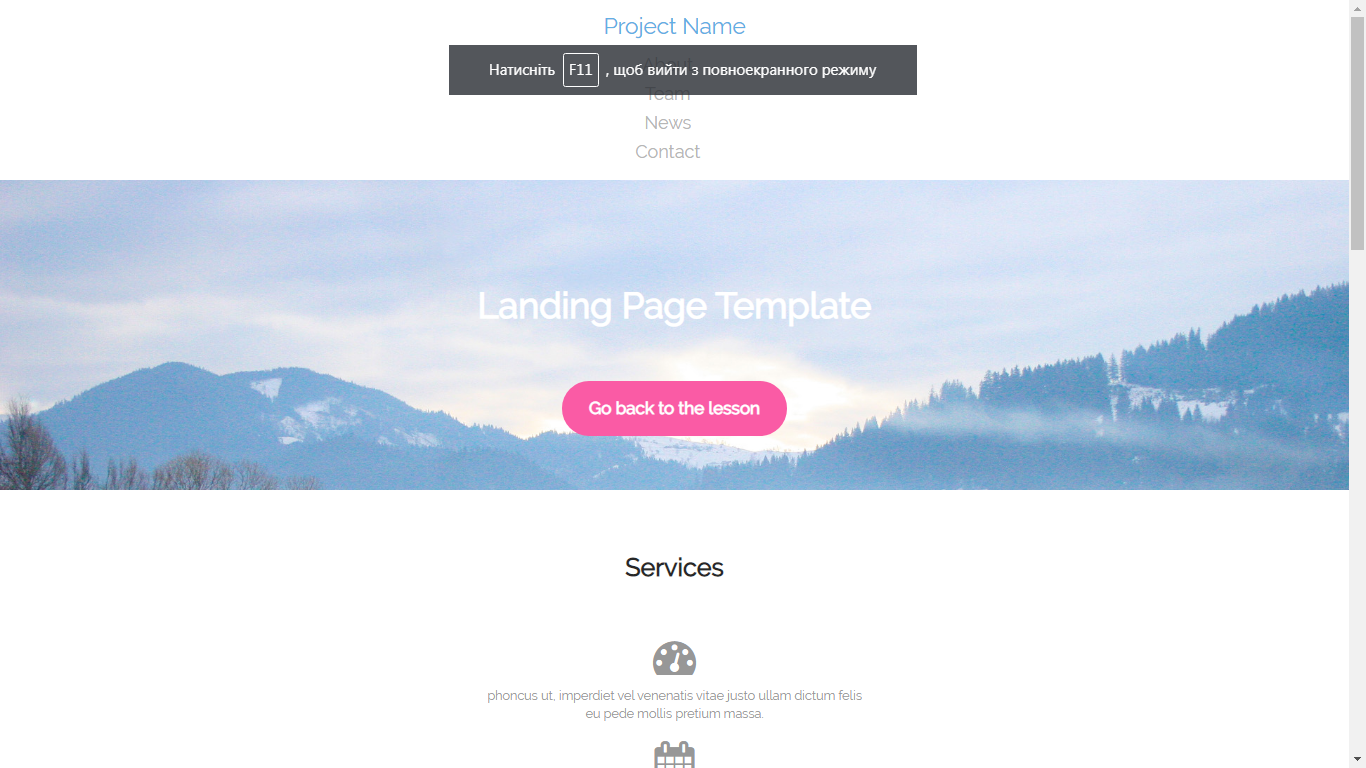 Project Name
About
Натисніть F11 , щоб вийти з повноекранного режиму
Team
News
Contact
Landing Page Template
Go back to the lesson
Services
phoncus ut, imperdiet vel venenatis vitae justo ullam dictum felis
eu pede mollis pretium massa.